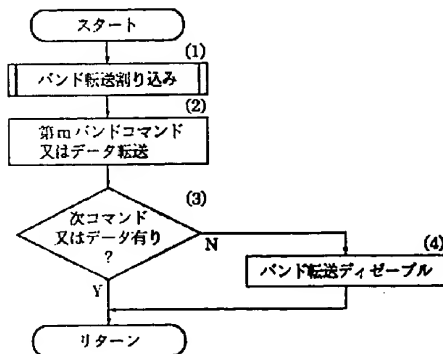 スタート
(1)
バンド転送割り込み
(2)
第mバンドコマンド
又はデータ転送
(3)
次コマンド
又はデータ有り
?
N
Y
(4)
バンド転送ディゼーブル
リターン